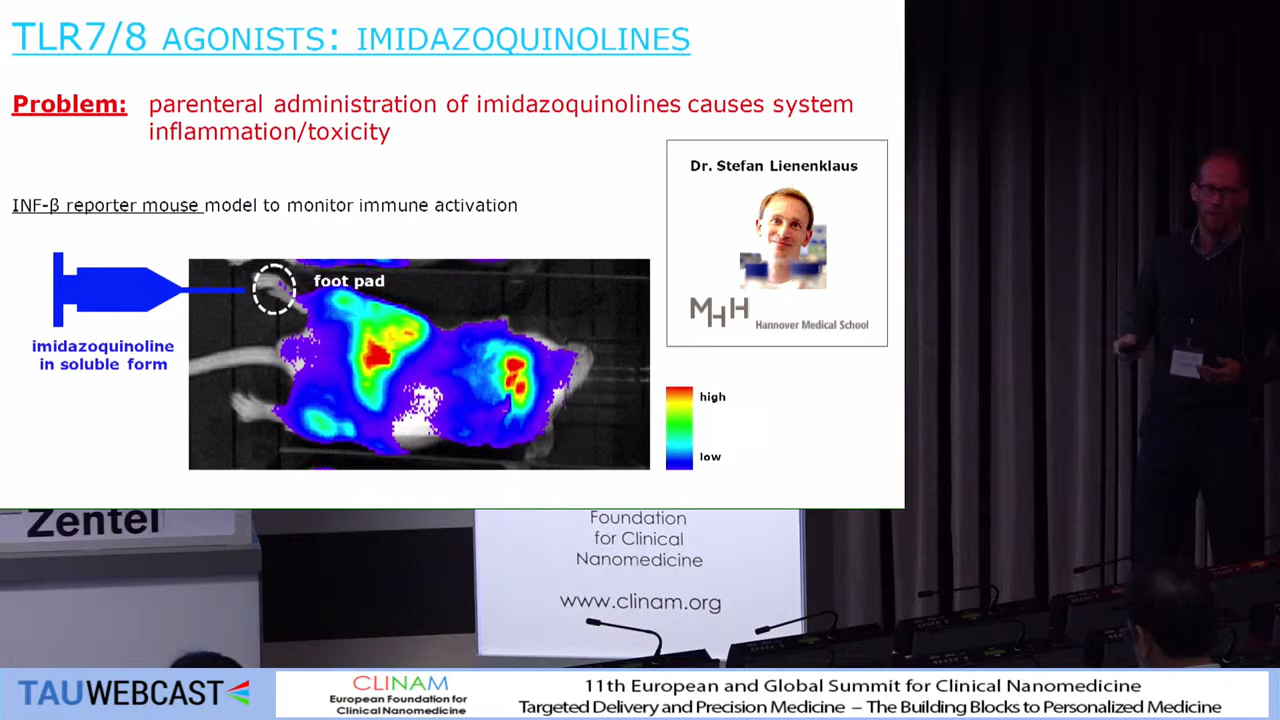 TLR7/8 AGONISTS: IMIDAZOQUINOLINES
Problem: parenteral administration of imidazoquinolines causes system
inflammation/toxicity
Dr. Stefan Lienenklaus
MHH
Hannover Medical School
INF-β reporter mouse model to monitor immune activation
foot pad
imidazoquinoline
in soluble form
high
low
Zentel
Foundation
for Clinical
Nanomedicine
www.clinam.org
TAUWEBCAST
CLINAM
European Foundation for
Clinical Nanomedicine
11th European and Global Summit for Clinical Nanomedicine
Targeted Delivery and Precision Medicine – The Building Blocks to Personalized Medicine